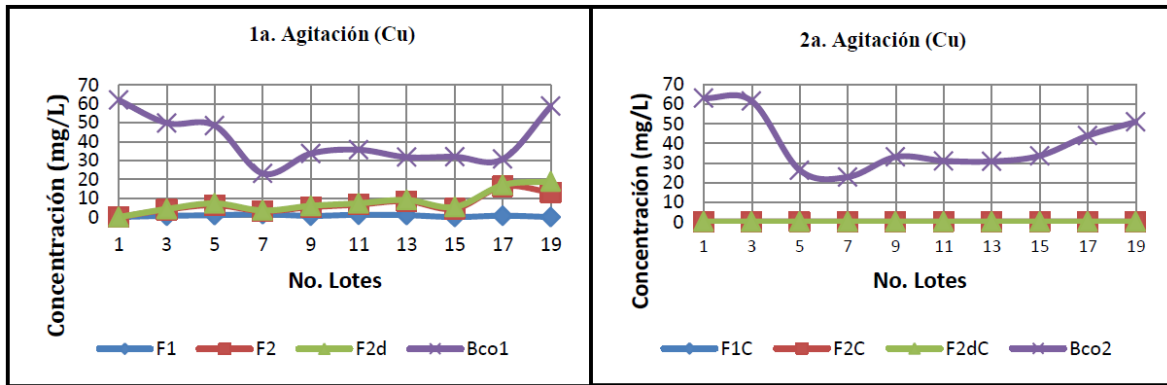 1a. Agitación (Cu)
Concentración (mg/L)
70
60
50
40
30
20
10
0
1 3 5 7 9 11 13 15 17 19
No. Lotes
F1 F2 F2d Bco1
2a. Agitación (Cu)
Concentración (mg/L)
70
60
50
40
30
20
10
0
1 3 5 7 9 11 13 15 17 19
No. Lotes
F1C F2C F2dC Bco2